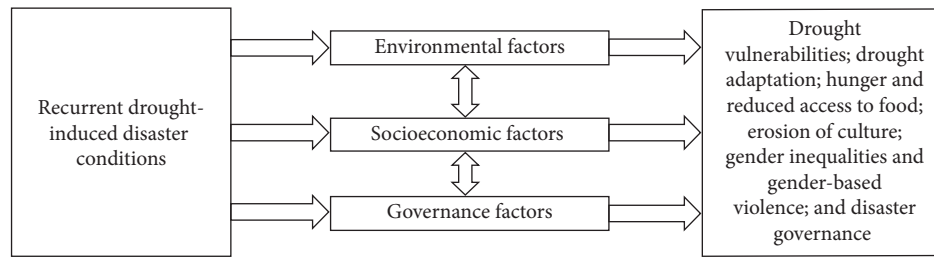 Recurrent drought-
induced disaster
conditions
Environmental factors
Socioeconomic factors
Governance factors
Drought
vulnerabilities; drought
adaptation; hunger and
reduced access to food;
erosion of culture;
gender inequalities and
gender-based
violence; and disaster
governance